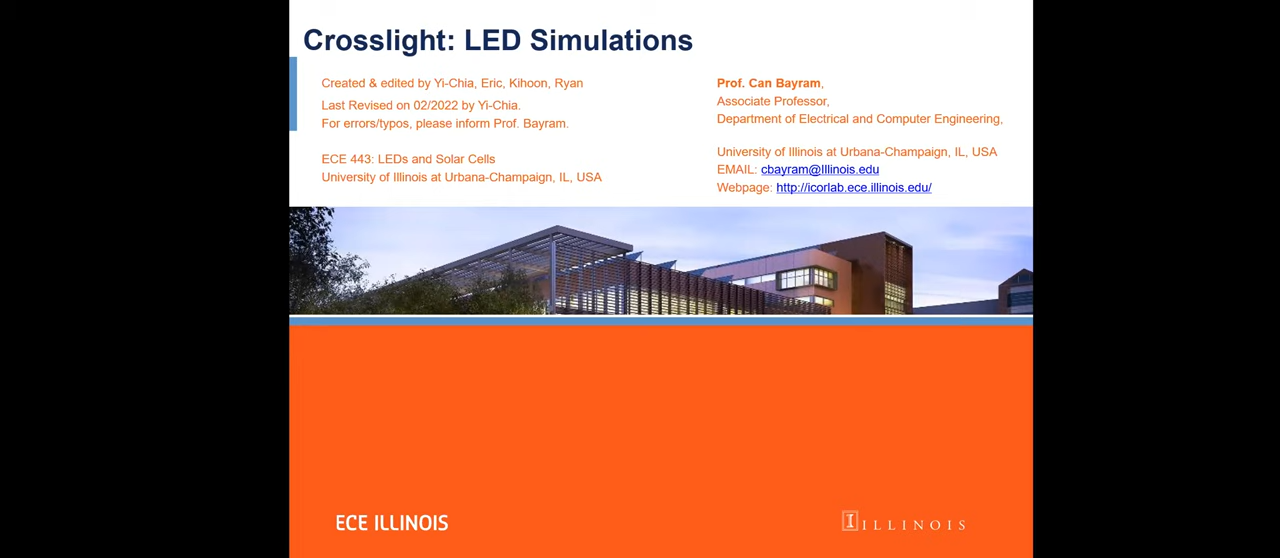 Crosslight: LED Simulations
Created & edited by Yi-Chia, Eric, Kihoon, Ryan
Last Revised on 02/2022 by Yi-Chia.
For errors/typos, please inform Prof. Bayram.
ECE 443: LEDs and Solar Cells
University of Illinois at Urbana-Champaign, IL, USA
Prof. Can Bayram,
Associate Professor,
Department of Electrical and Computer Engineering,
University of Illinois at Urbana-Champaign, IL, USA
EMAIL: cbayram@Illinois.edu
Webpage: http://icorlab.ece.illinois.edu/
ECE ILLINOIS
I ILLINOIS